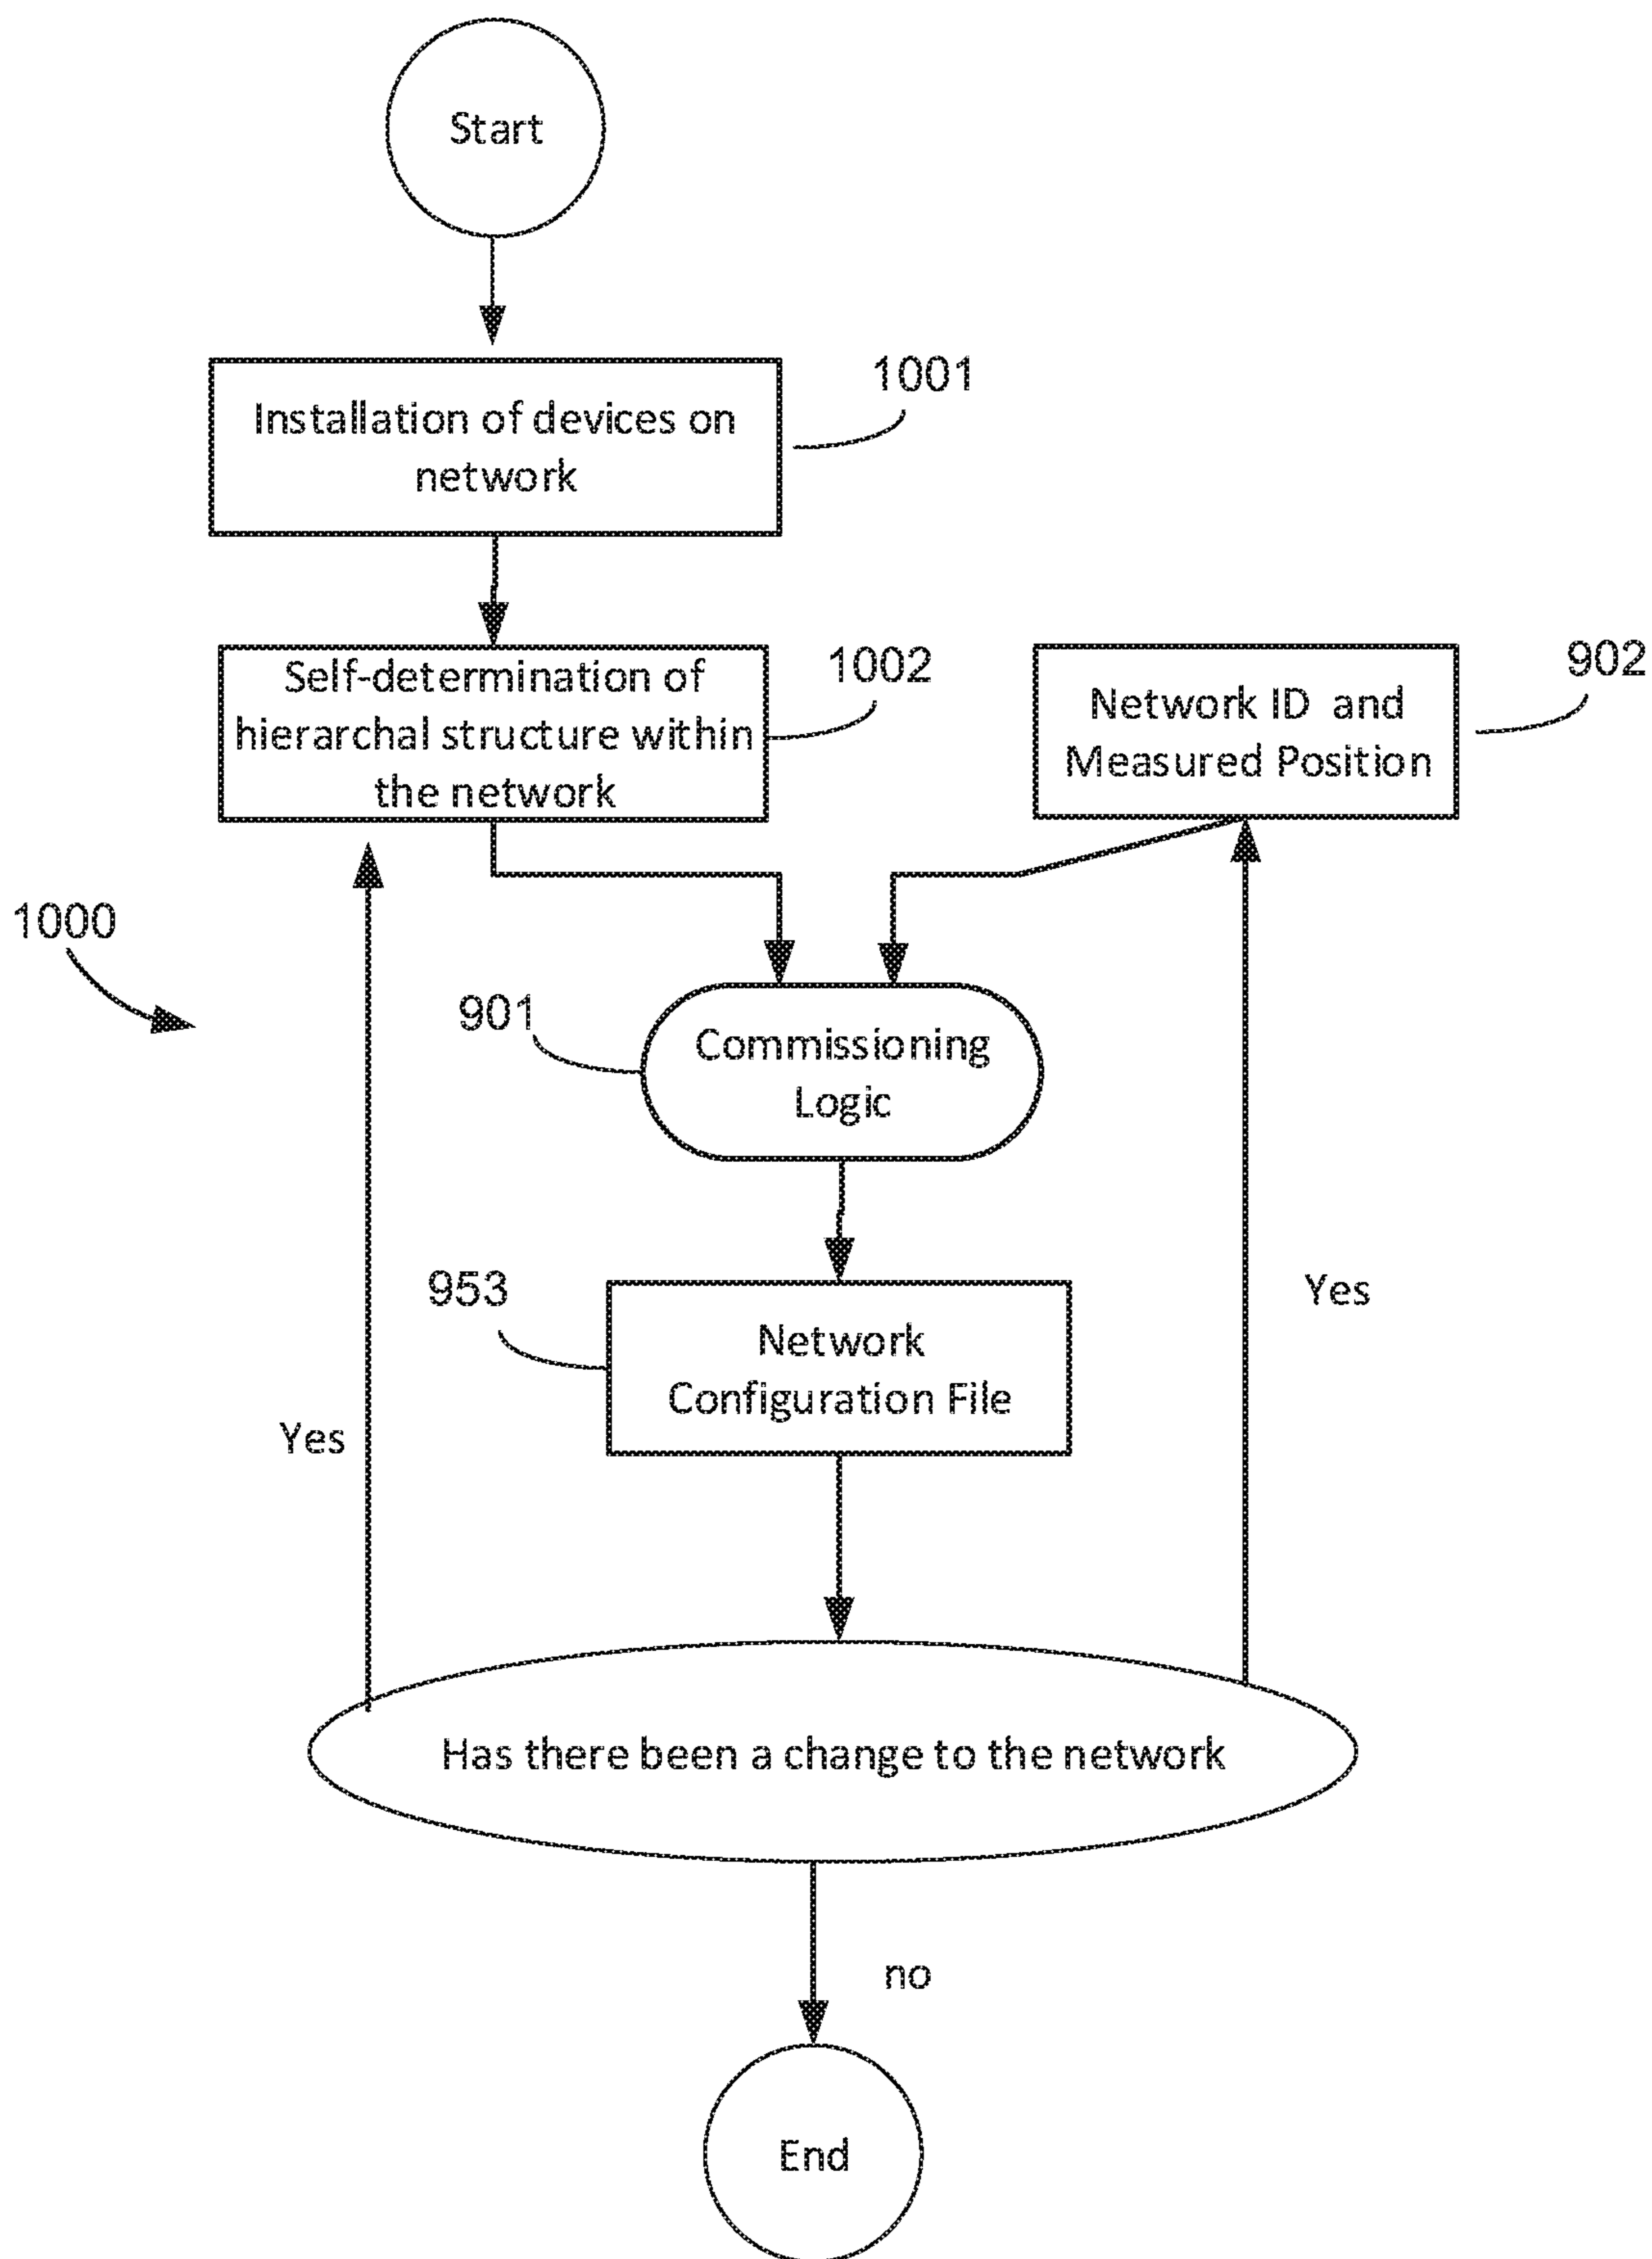 Start
1001
Installation of devices on
network
1002
902
Self-determination of
hierarchal structure within
the network
Network ID and
Measured Position
1000
901
Commissioning
Logic
953
Network
Configuration File
Yes
Yes
Has there been a change to the network
no
End